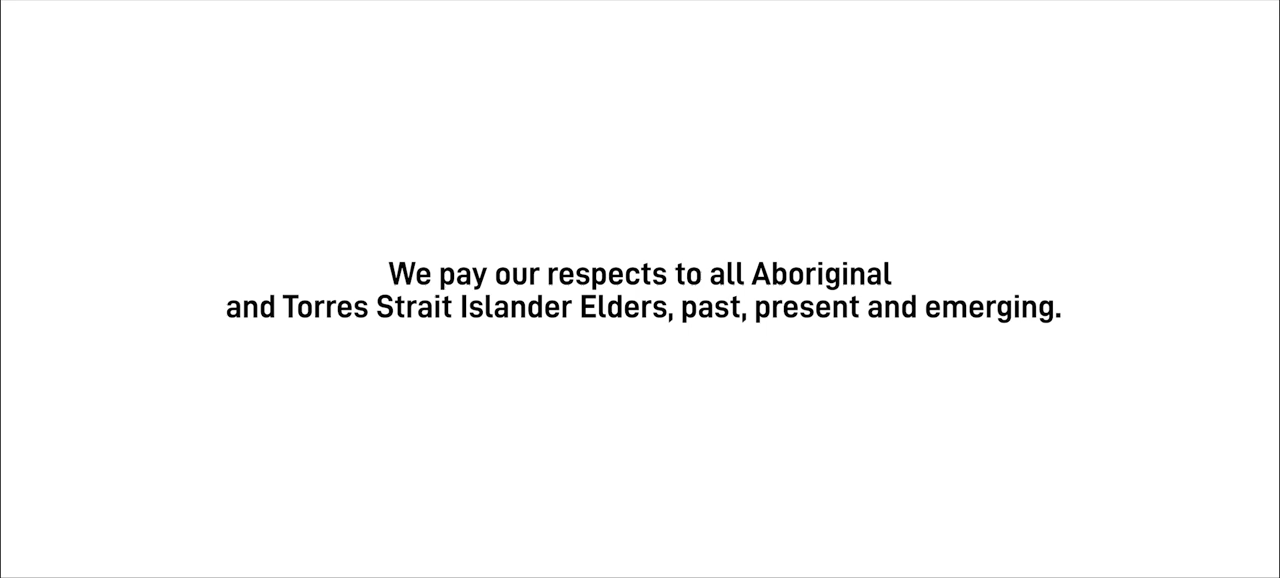 We pay our respects to all Aboriginal
and Torres Strait Islander Elders, past, present and emerging.